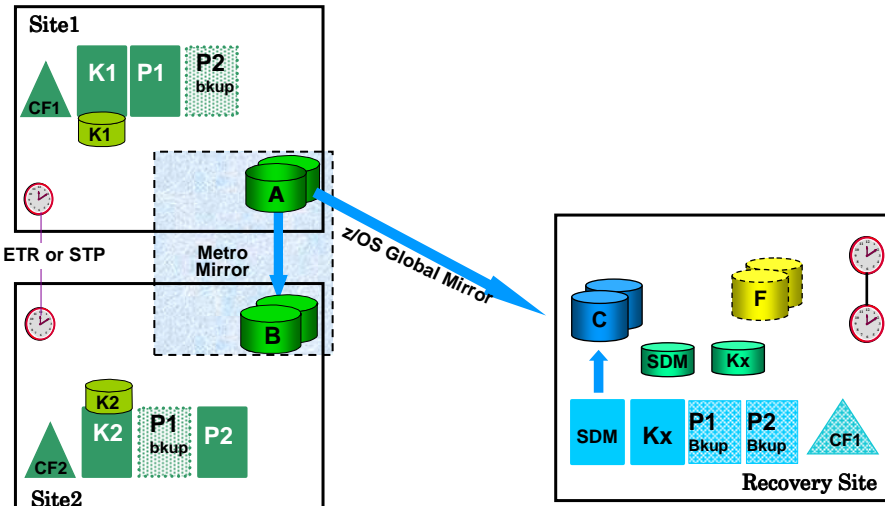 Site1
K1
P1
P2
bkup
CF1
K1
A
ETR or STP
Metro
Mirror
z/OS Global Mirror
B
K2
K2
P1
bkup
P2
CF2
Site2
C
F
SDM
Kx
SDM
Kx
P1
Bkup
P2
Bkup
CF1
Recovery Site